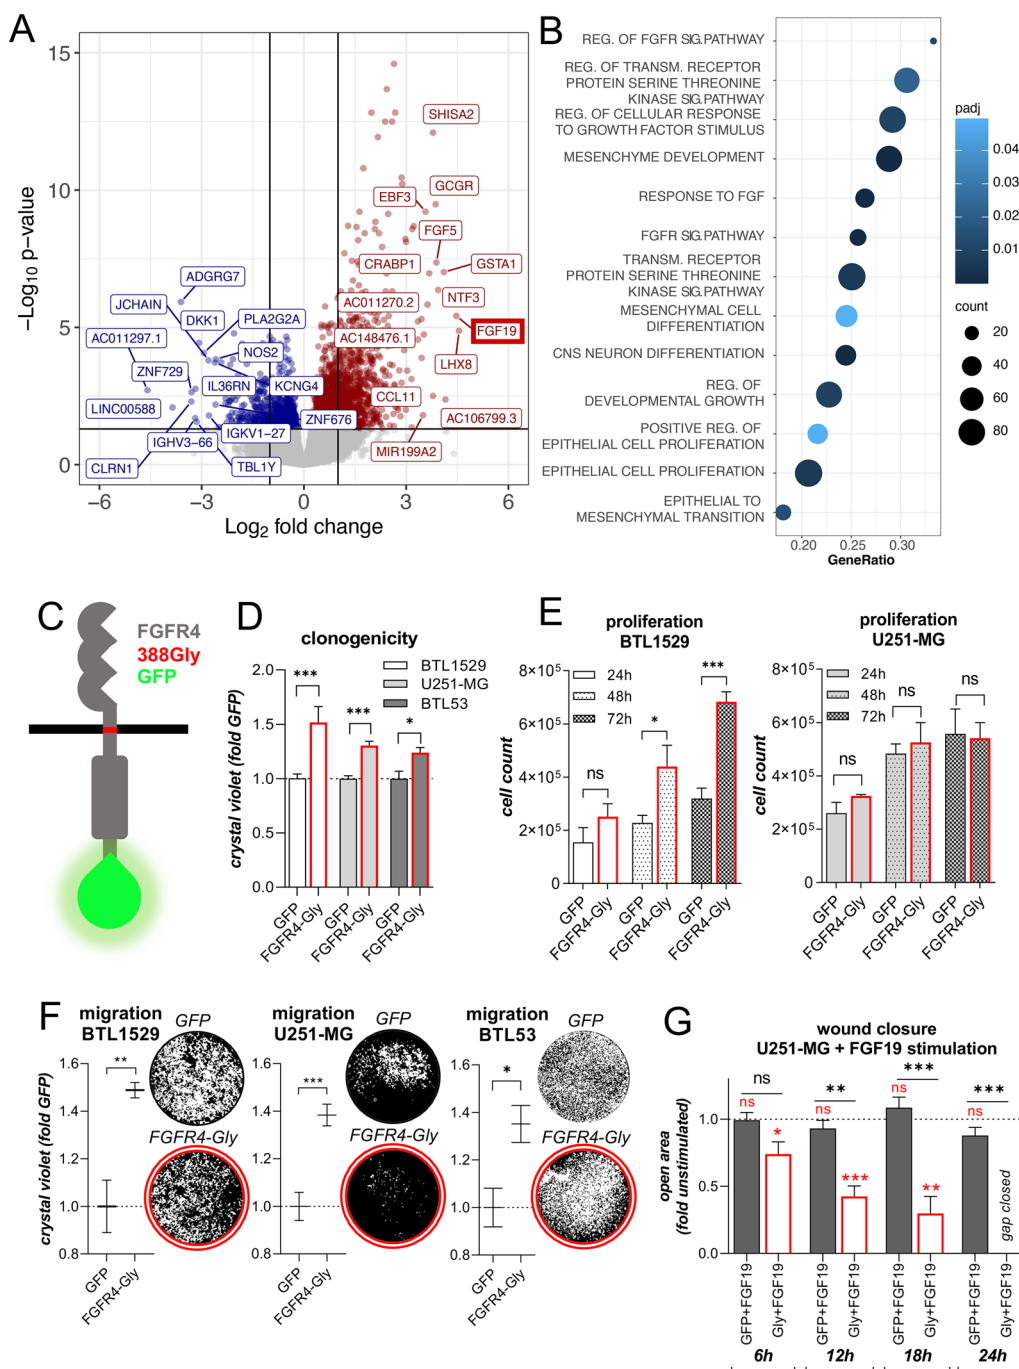 A
15
10
5
0
−Log10 p−value
−6
−3
0
3
6
Log2 fold change
SHISA2
GCGR
EBF3
FGF5
CRABP1
GSTA1
NTF3
AC011270.2
FGF19
AC148476.1
LHX8
CCL11
AC106799.3
MIR199A2
ADGRG7
JCHAIN
DKK1
PLA2G2A
AC011297.1
NOS2
ZNF729
IL36RN
KCNG4
LINC00588
ZNF676
IGKV1−27
IGHV3−66
CLRN1
TBL1Y
B
REG. OF FGFR SIG.PATHWAY
REG. OF TRANSM. RECEPTOR
PROTEIN SERINE THREONINE
KINASE SIG.PATHWAY
REG. OF CELLULAR RESPONSE
TO GROWTH FACTOR STIMULUS
MESENCHYME DEVELOPMENT
RESPONSE TO FGF
FGFR SIG.PATHWAY
TRANSM. RECEPTOR
PROTEIN SERINE THREONINE
KINASE SIG.PATHWAY
MESENCHYMAL CELL
DIFFERENTIATION
CNS NEURON DIFFERENTIATION
REG. OF
DEVELOPMENTAL GROWTH
POSITIVE REG. OF
EPITHELIAL CELL PROLIFERATION
EPITHELIAL CELL PROLIFERATION
EPITHELIAL TO
MESENCHYMAL TRANSITION
0.20
0.25
0.30
GeneRatio
padj
0.04
0.03
0.02
0.01
count
20
40
60
80
C
FGFR4
388Gly
GFP
D
clonogenicity
crystal violet (fold GFP)
2.0
1.5
1.0
0.5
0.0
BTL1529
U251-MG
BTL53
***
***
*
GFP
FGFR4-Gly
GFP
FGFR4-Gly
GFP
FGFR4-Gly
E
proliferation
BTL1529
cell count
8×10⁵
6×10⁵
4×10⁵
2×10⁵
0
24h
48h
72h
ns
*
***
GFP
FGFR4-Gly
GFP
FGFR4-Gly
GFP
FGFR4-Gly
proliferation
U251-MG
cell count
8×10⁵
6×10⁵
4×10⁵
2×10⁵
0
24h
48h
72h
ns
ns
ns
GFP
FGFR4-Gly
GFP
FGFR4-Gly
GFP
FGFR4-Gly
F
migration
BTL1529
crystal violet (fold GFP)
1.6
1.4
1.2
1.0
0.8
**
GFP
FGFR4-Gly
GFP
FGFR4-Gly
migration
U251-MG
1.6
1.4
1.2
1.0
0.8
***
GFP
FGFR4-Gly
GFP
FGFR4-Gly
migration
BTL53
1.6
1.4
1.2
1.0
0.8
*
GFP
FGFR4-Gly
GFP
FGFR4-Gly
G
wound closure
U251-MG + FGF19 stimulation
open area
(fold unstimulated)
1.0
0.5
0.0
ns
**
***
***
ns
*
ns
***
ns
**
ns
gap closed
GFP+FGF19
Gly+FGF19
GFP+FGF19
Gly+FGF19
GFP+FGF19
Gly+FGF19
GFP+FGF19
Gly+FGF19
6h
12h
18h
24h